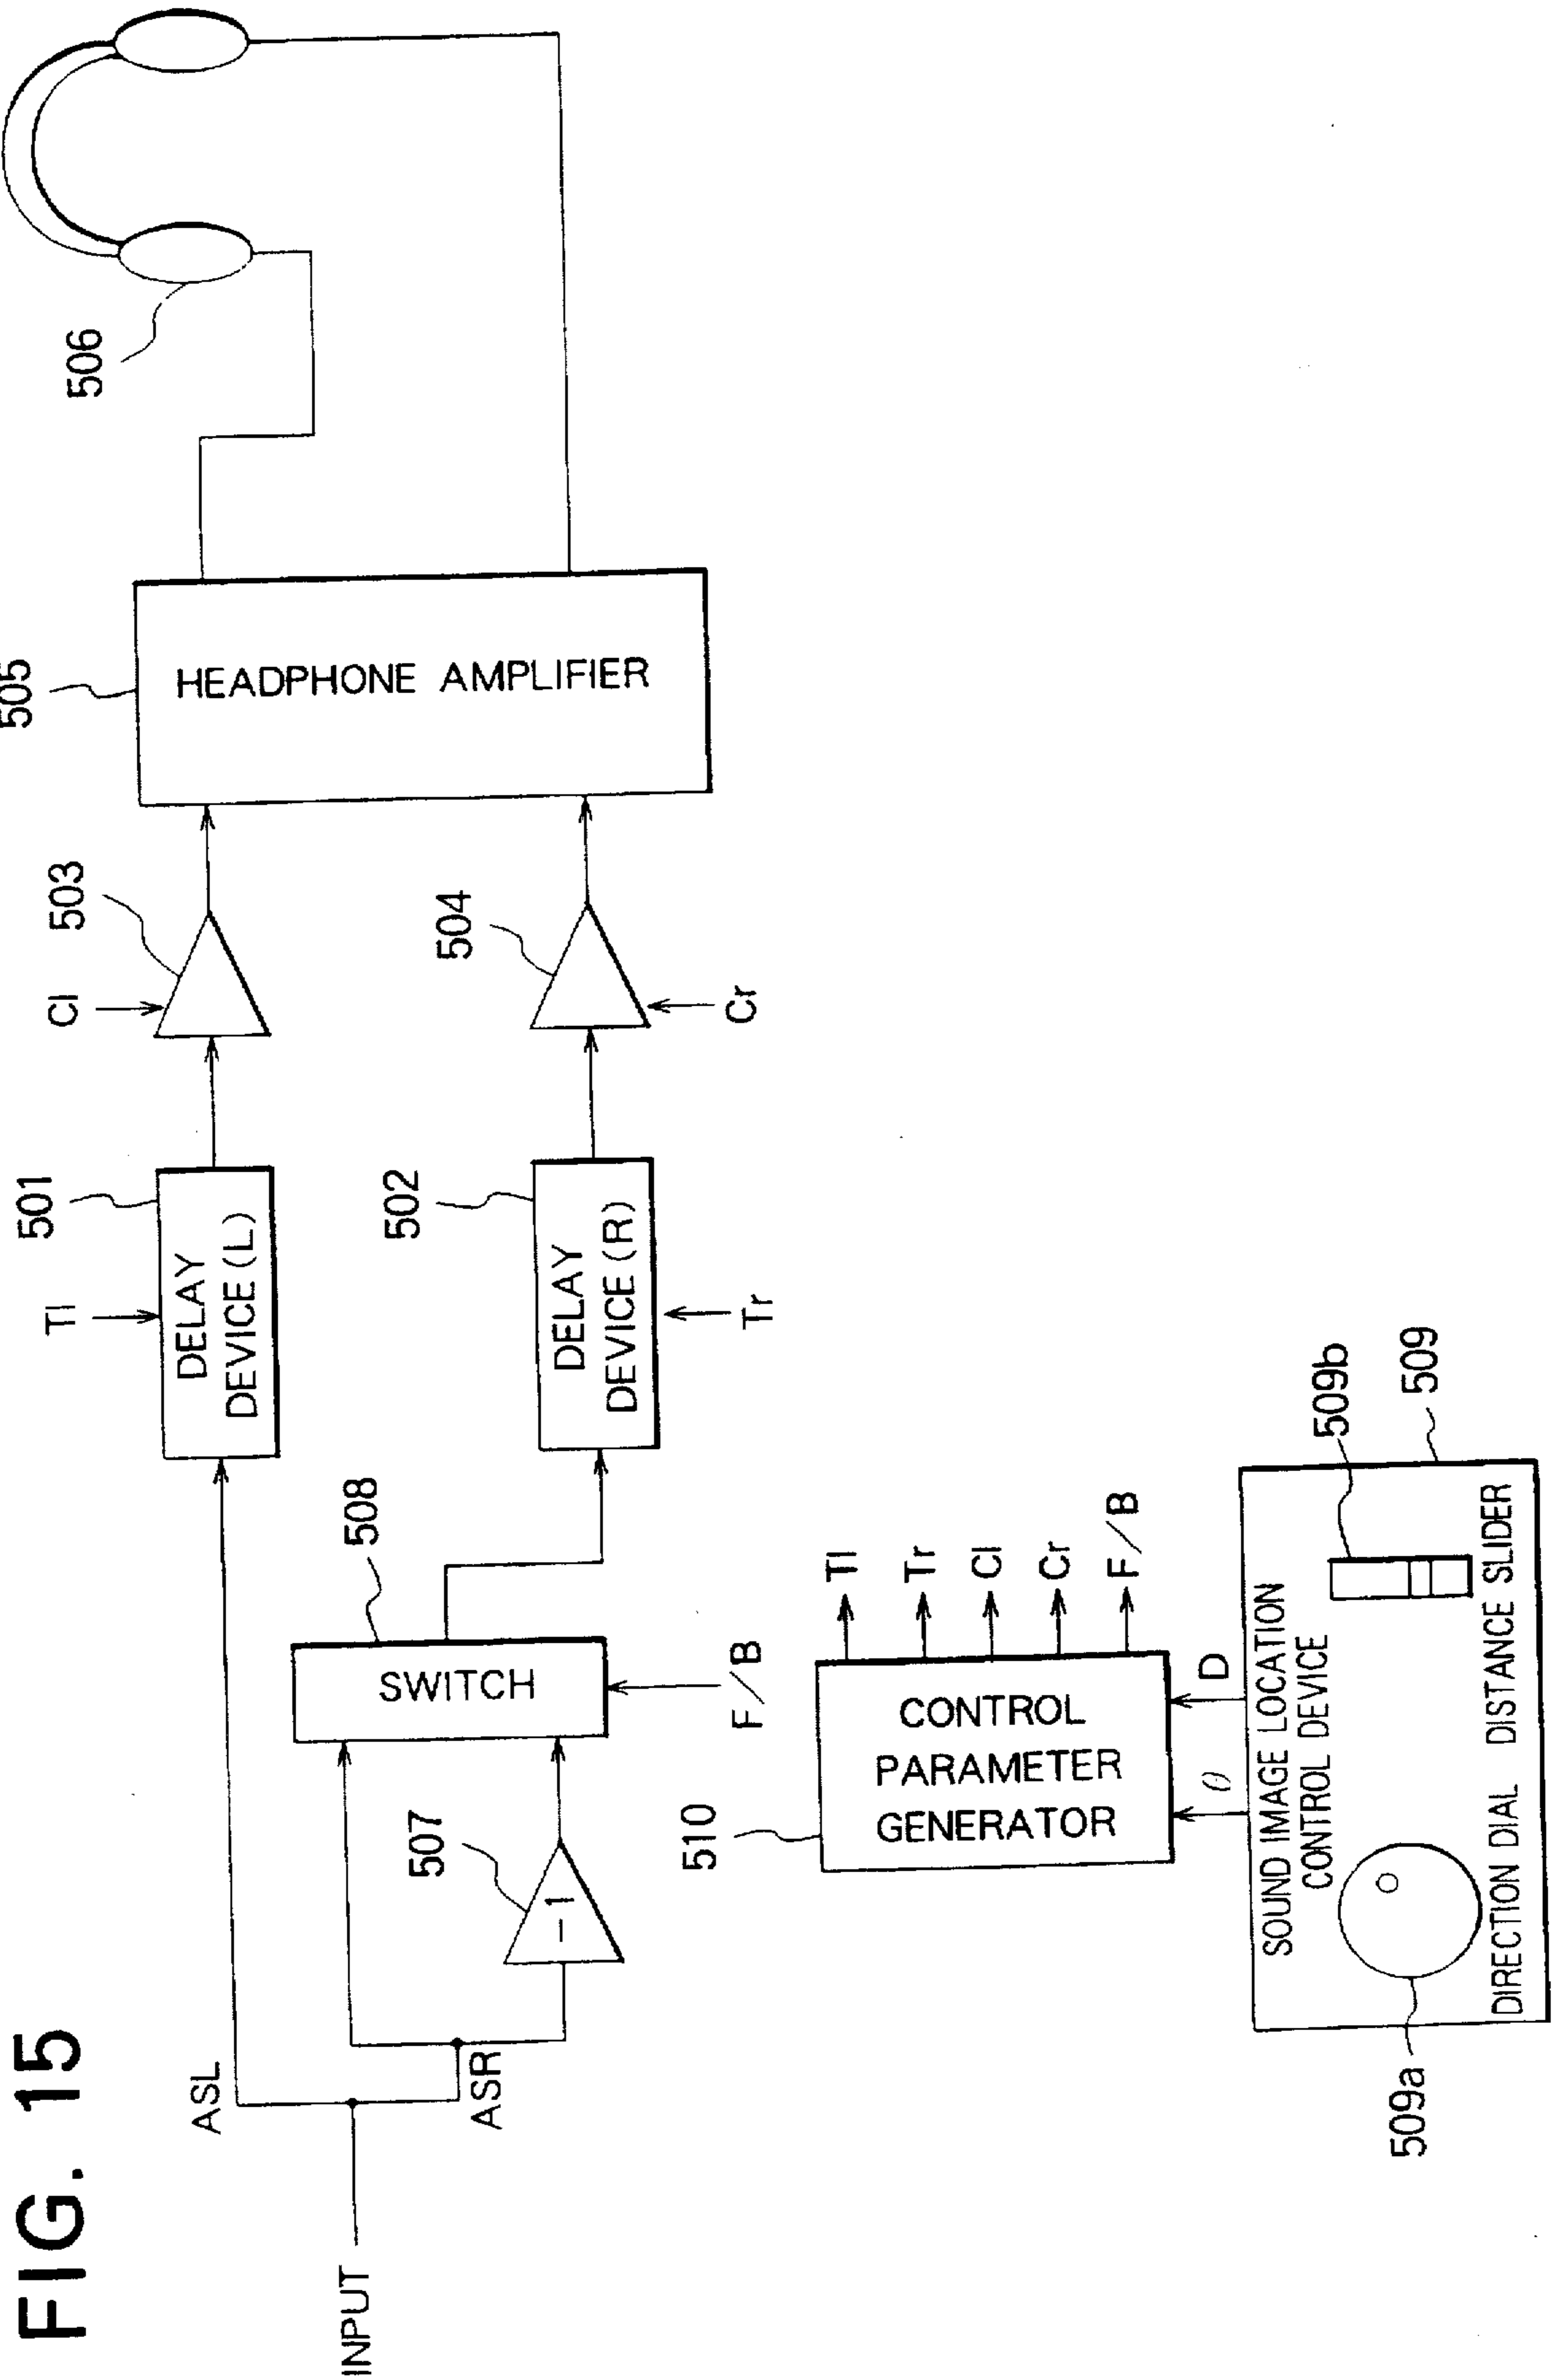 FIG. 15
INPUT
ASL
ASR
507
-1
508
SWITCH
F/B
Tl
501
DELAY
DEVICE(L)
502
DELAY
DEVICE(R)
Tr
Cl
503
504
Cr
505
HEADPHONE AMPLIFIER
506
510
CONTROL
PARAMETER
GENERATOR
Tl
Tr
Cl
Cr
F/B
θ
D
SOUND IMAGE LOCATION
CONTROL DEVICE
DIRECTION DIAL
DISTANCE SLIDER
509a
509b
509